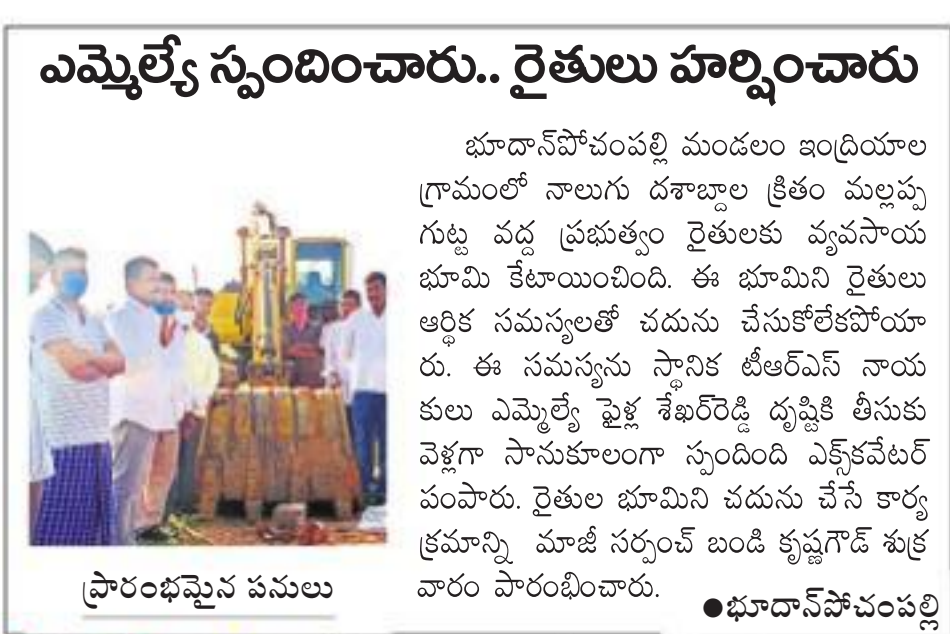 ఎమ్మెల్యే స్పందించారు.. రైతులు హర్షించారు
భూదాన్‌పోచంపల్లి మండలం ఇంద్రియాల
గ్రామంలో నాలుగు దశాబ్దాల క్రితం మల్లప్ప
గుట్ట వద్ద ప్రభుత్వం రైతులకు వ్యవసాయ
భూమి కేటాయించింది. ఈ భూమిని రైతులు
ఆర్థిక సమస్యలతో చదును చేసుకోలేకపోయా
రు. ఈ సమస్యను స్థానిక టీఆర్‌ఎస్ నాయ
కులు ఎమ్మెల్యే ఫైళ్ల శేఖర్‌రెడ్డి దృష్టికి తీసుకు
వెళ్లగా సానుకూలంగా స్పందింది ఎక్స్‌కవేటర్
పంపారు. రైతుల భూమిని చదును చేసే కార్య
క్రమాన్ని మాజీ సర్పంచ్ బండి కృష్ణగౌడ్ శుక్ర
వారం పారంభించారు.
●భూదాన్‌పోచంపల్లి
ప్రారంభమైన పనులు